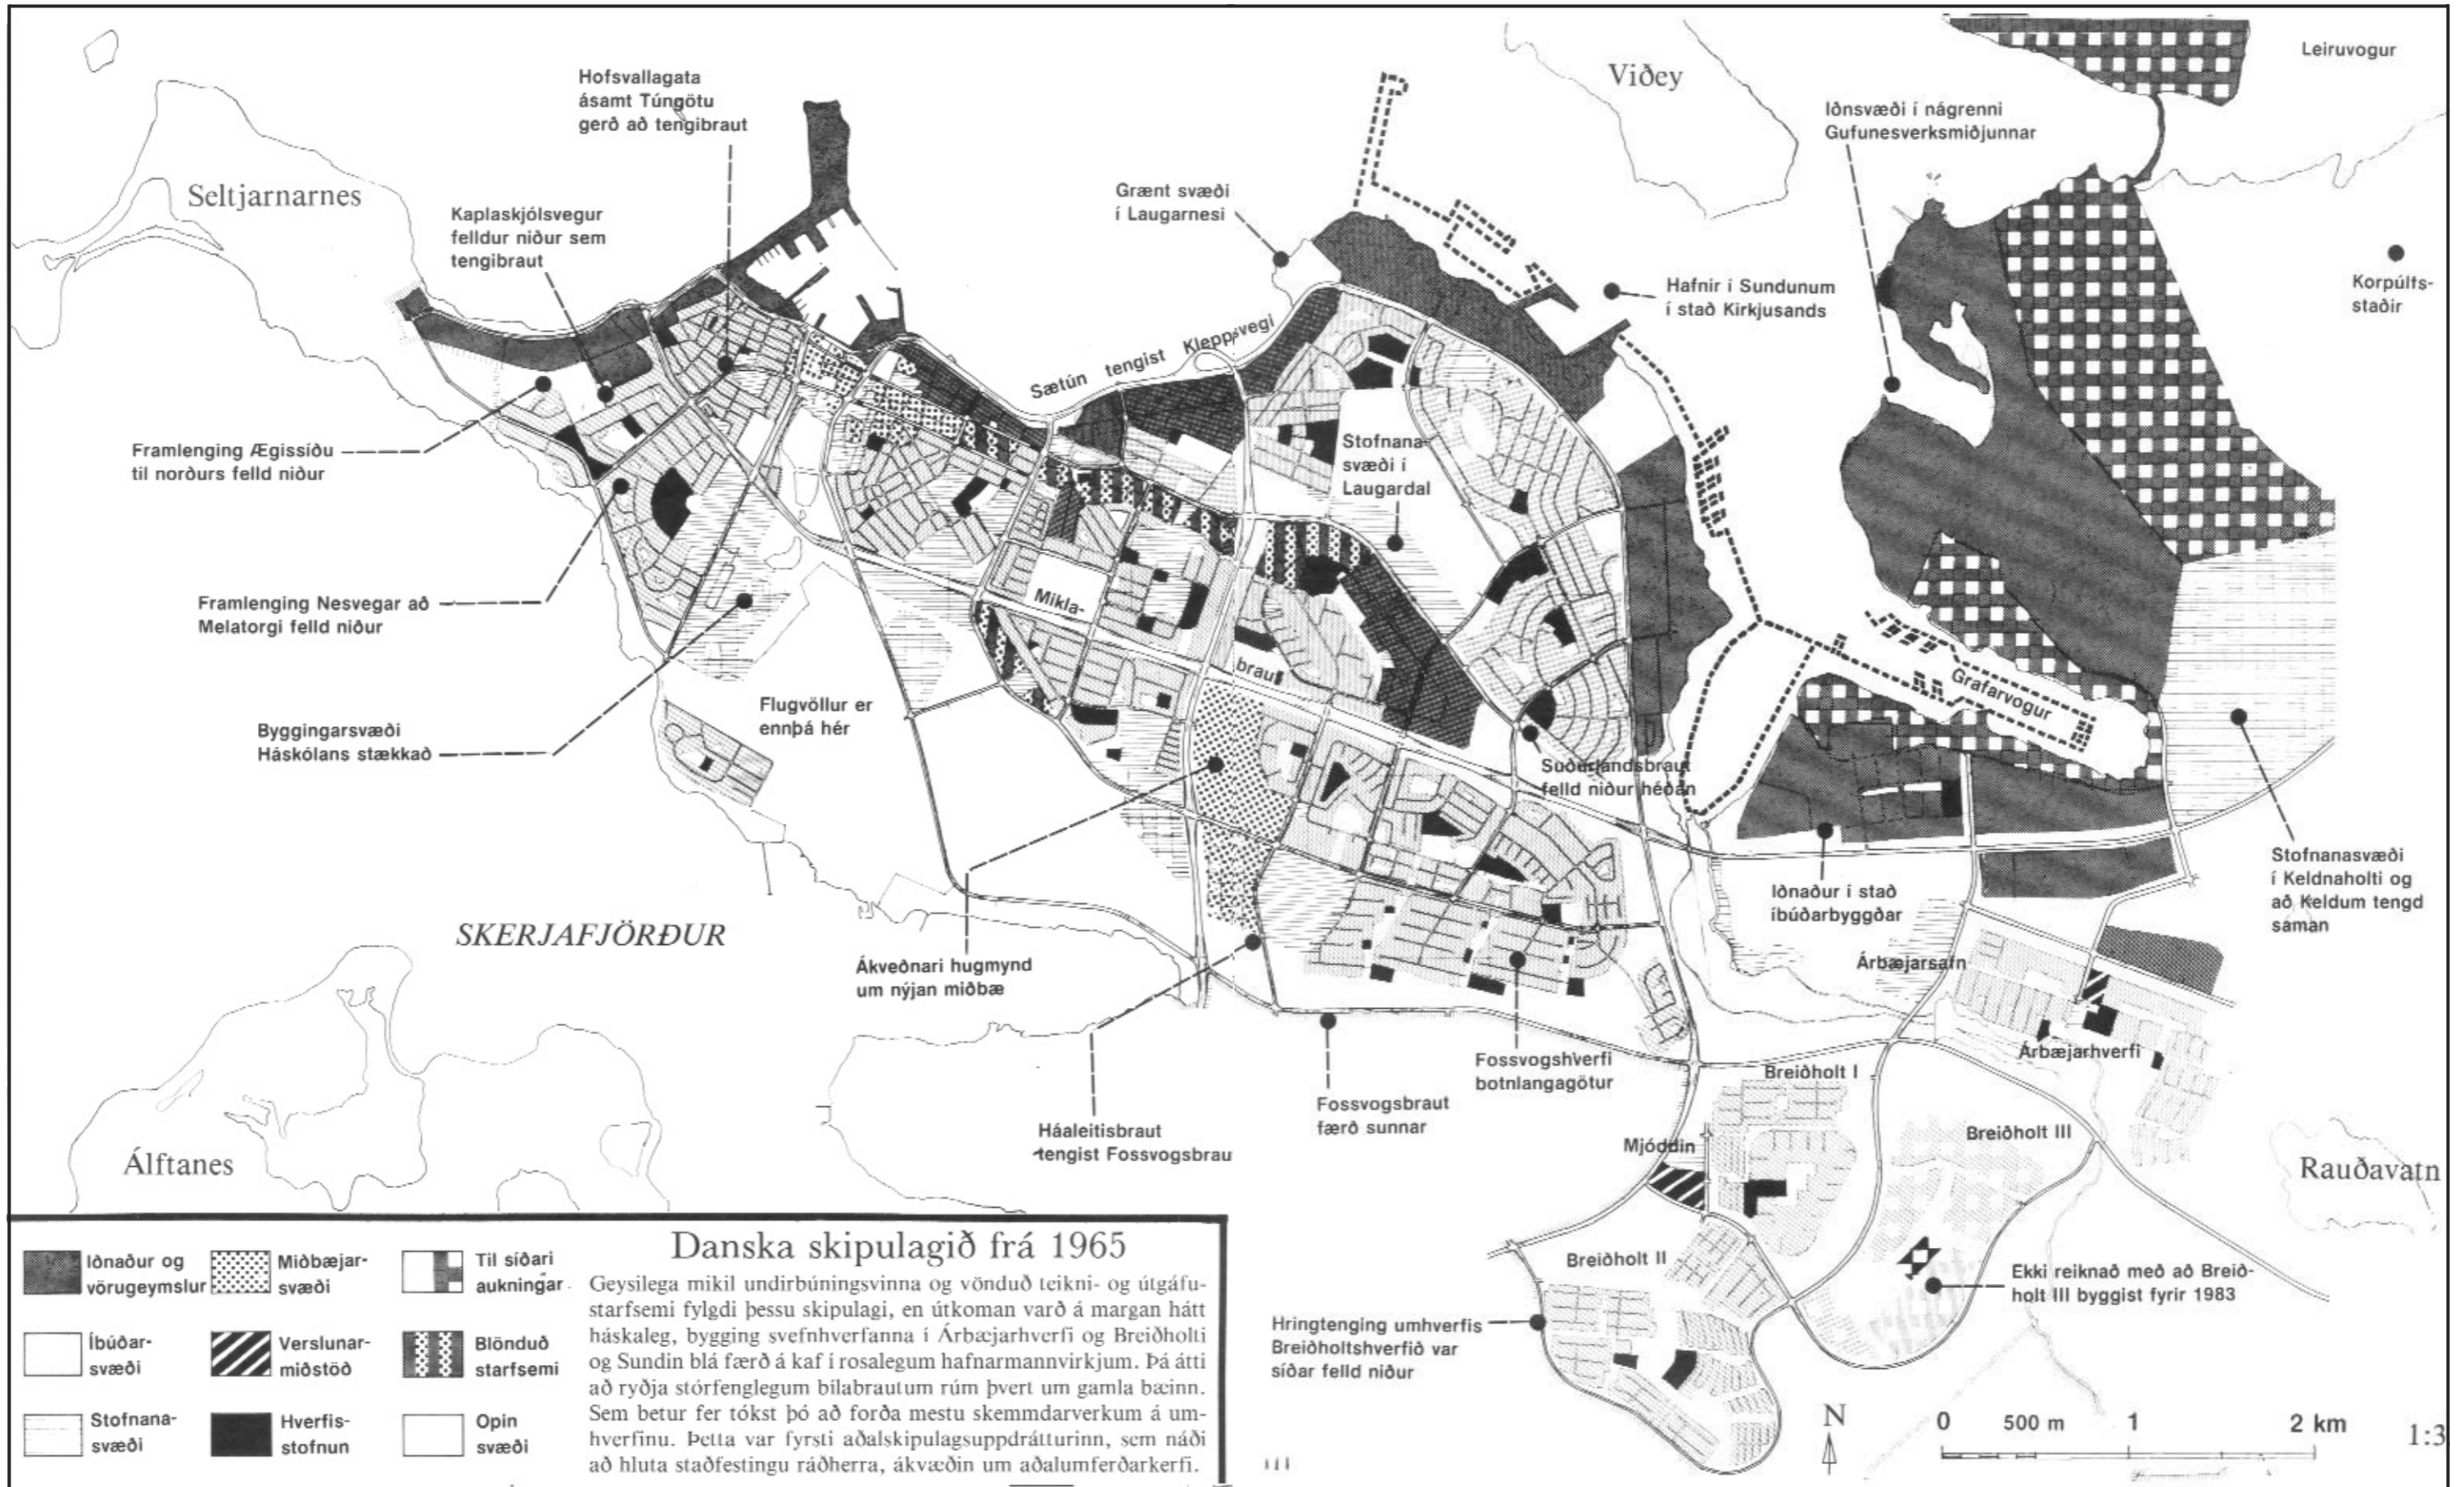 Leiruvogur
Viðey
Hofsvallagata
ásamt Túngötu
gerð að tengibraut
Iðnsvæði í nágrenni
Gufunesverksmiðjunnar
Seltjarnarnes
Grænt svæði
í Laugarnesi
Kaplaskjólsvegur
felldur niður sem
tengibraut
Hafnir í Sundunum
í stað Kirkjusands
Korpúlfs-
staðir
Sætún tengist Kleppsvegi
Framlenging Ægissíðu
til norðurs felld niður
Stofnana-
svæði í
Laugardal
Framlenging Nesvegar að
Melatorgi felld niður
Mikla-
braut
Grafarvogur
Byggingarsvæði
Háskólans stækkað
Flugvöllur er
ennþá hér
Suðurlandsbraut
felld niður héðan
Stofnanasvæði
í Keldnaholti og
að Keldum tengd
saman
Iðnaður í stað
íbúðarbyggðar
SKERJAFJÖRÐUR
Ákveðnari hugmynd
um nýjan miðbæ
Árbæjarsafn
Árbæjarhverfi
Fossvogshverfi
botnlangagötur
Breiðholt I
Fossvogsbraut
færð sunnar
Háaleitisbraut
tengist Fossvogsbrau
Mjóddin
Breiðholt III
Álftanes
Rauðavatn
Breiðholt II
Ekki reiknað með að Breið-
holt III byggist fyrir 1983
Hringtenging umhverfis
Breiðholtshverfið var
síðar felld niður
Iðnaður og
vörugeymslur
Miðbæjar-
svæði
Til síðari
aukningar
Íbúðar-
svæði
Verslunar-
miðstöð
Blönduð
starfsemi
Stofnana-
svæði
Hverfis-
stofnun
Opin
svæði
Danska skipulagið frá 1965
Geysilega mikil undirbúningsvinna og vönduð teikni- og útgáfu-
starfsemi fylgdi þessu skipulagi, en útkoman varð á margan hátt
háskaleg, bygging svefnhverfanna í Árbæjarhverfi og Breiðholti
og Sundin blá færð á kaf í rosalegum hafnarmannvirkjum. Þá átti
að ryðja stórfenglegum bílabrautum rúm þvert um gamla bæinn.
Sem betur fer tókst þó að forða mestu skemmdarverkum á um-
hverfinu. Þetta var fyrsti aðalskipulagsuppdrátturinn, sem náði
að hluta staðfestingu ráðherra, ákvæðin um aðalumferðarkerfi.
N
0 500 m 1 2 km
1:3